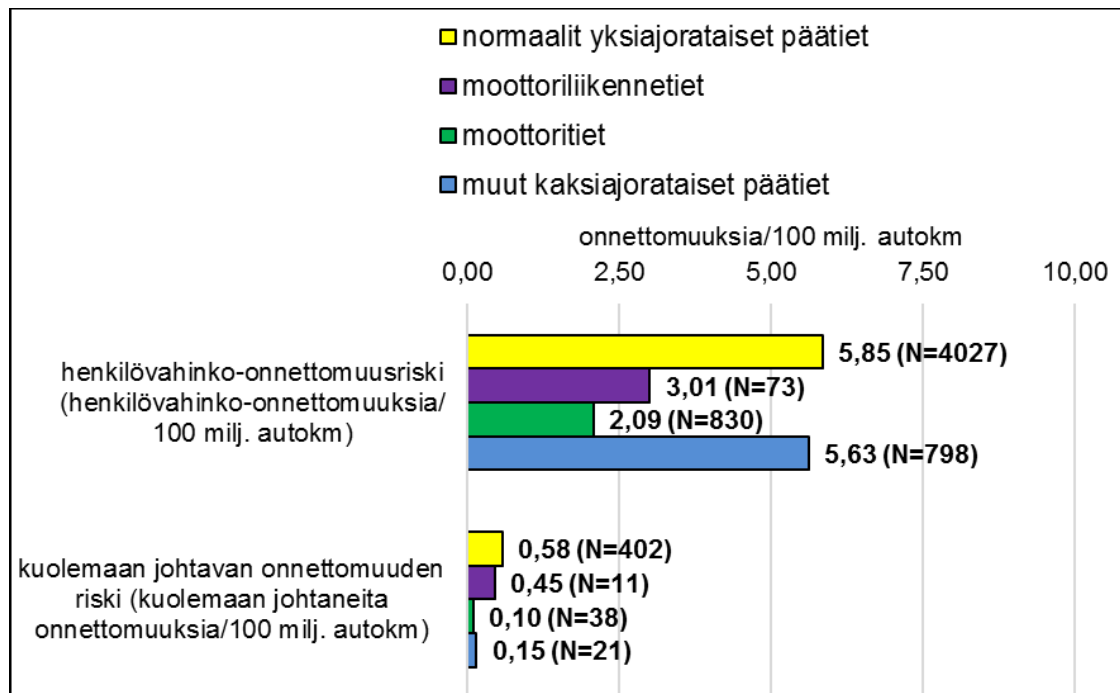 normaalit yksiajorataiset päätiet
moottoriliikennetiet
moottoritiet
muut kaksiajorataiset päätiet
onnettomuuksia/100 milj. autokm
0,00 2,50 5,00 7,50 10,00
henkilövahinko-onnettomuusriski
(henkilövahinko-onnettomuuksia/
100 milj. autokm)
5,85 (N=4027)
3,01 (N=73)
2,09 (N=830)
5,63 (N=798)
kuolemaan johtavan onnettomuuden
riski (kuolemaan johtaneita
onnettomuuksia/100 milj. autokm)
0,58 (N=402)
0,45 (N=11)
0,10 (N=38)
0,15 (N=21)